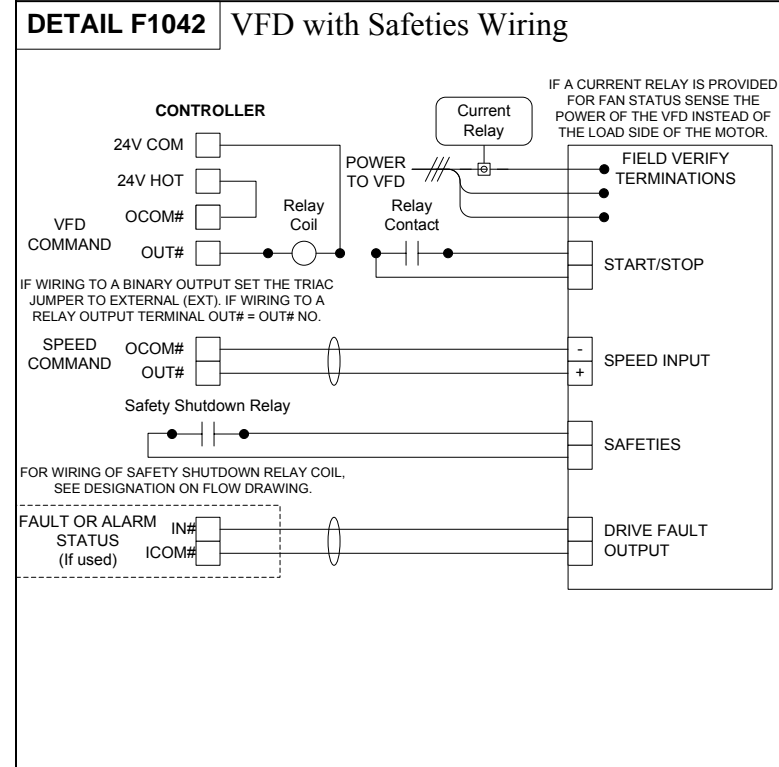 DETAIL F1042
VFD with Safeties Wiring
IF A CURRENT RELAY IS PROVIDED
FOR FAN STATUS SENSE THE
POWER OF THE VFD INSTEAD OF
THE LOAD SIDE OF THE MOTOR.
CONTROLLER
Current
Relay
24V COM
24V HOT
OCOM#
OUT#
VFD
COMMAND
Relay
Coil
POWER
TO VFD
Relay
Contact
FIELD VERIFY
TERMINATIONS
START/STOP
IF WIRING TO A BINARY OUTPUT SET THE TRIAC
JUMPER TO EXTERNAL (EXT). IF WIRING TO A
RELAY OUTPUT TERMINAL OUT# = OUT# NO.
SPEED
COMMAND
OCOM#
OUT#
-
+
SPEED INPUT
Safety Shutdown Relay
SAFETIES
FOR WIRING OF SAFETY SHUTDOWN RELAY COIL,
SEE DESIGNATION ON FLOW DRAWING.
FAULT OR ALARM
STATUS
(If used)
IN#
ICOM#
DRIVE FAULT
OUTPUT